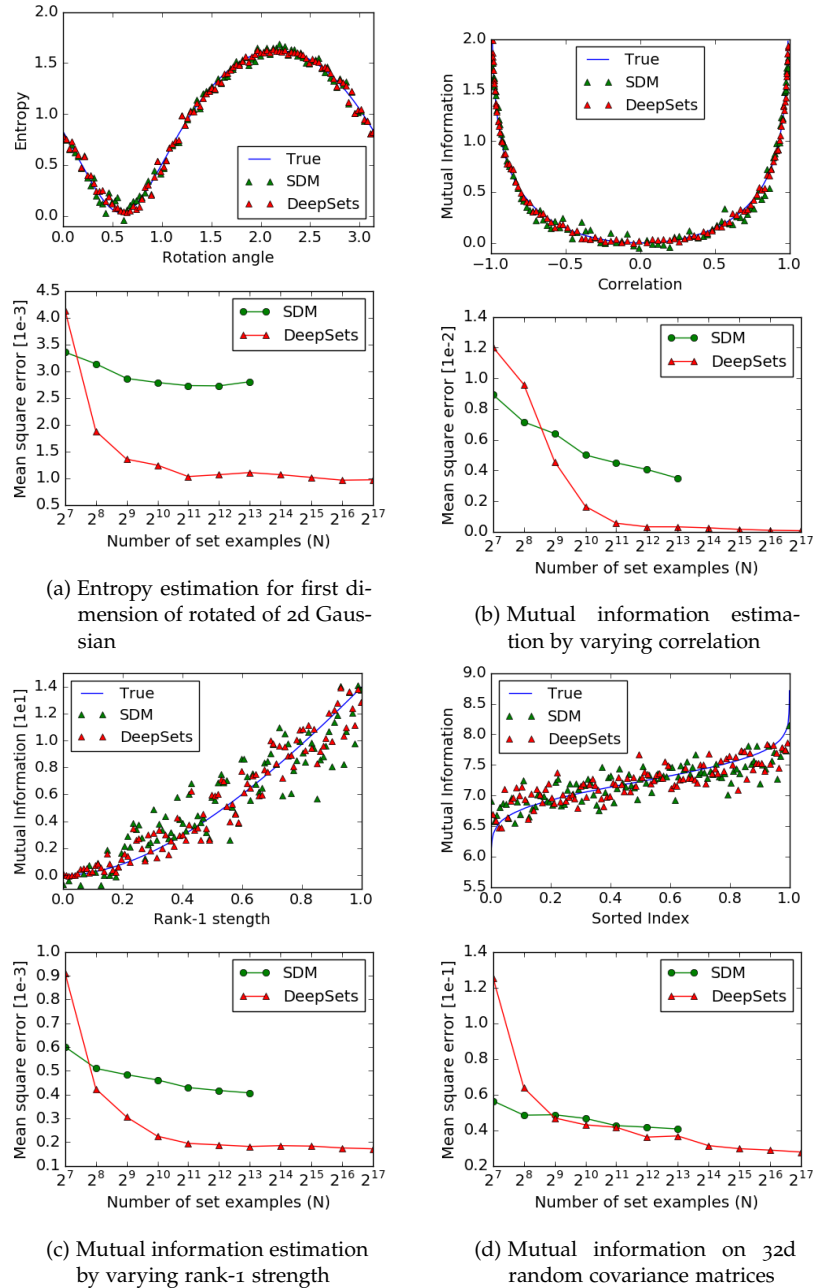 2.0
1.5
1.0
0.5
0.0
Entropy
True
SDM
DeepSets
0.0 0.5 1.0 1.5 2.0 2.5 3.0
Rotation angle
4.5
4.0
3.5
3.0
2.5
2.0
1.5
1.0
0.5
Mean square error [1e-3]
SDM
DeepSets
2^7 2^8 2^9 2^10 2^11 2^12 2^13 2^14 2^15 2^16 2^17
Number of set examples (N)
(a) Entropy estimation for first di-
mension of rotated of 2d Gaus-
sian
2.0
1.5
1.0
0.5
0.0
Mutual Information
True
SDM
DeepSets
−1.0 −0.5 0.0 0.5 1.0
Correlation
1.4
1.2
1.0
0.8
0.6
0.4
0.2
0.0
Mean square error [1e-2]
SDM
DeepSets
2^7 2^8 2^9 2^10 2^11 2^12 2^13 2^14 2^15 2^16 2^17
Number of set examples (N)
(b) Mutual information estima-
tion by varying correlation
1.4
1.2
1.0
0.8
0.6
0.4
0.2
0.0
Mutual Information [1e1]
True
SDM
DeepSets
0.0 0.2 0.4 0.6 0.8 1.0
Rank-1 stength
1.0
0.9
0.8
0.7
0.6
0.5
0.4
0.3
0.2
0.1
Mean square error [1e-3]
SDM
DeepSets
2^7 2^8 2^9 2^10 2^11 2^12 2^13 2^14 2^15 2^16 2^17
Number of set examples (N)
(c) Mutual information estimation
by varying rank-1 strength
9.0
8.5
8.0
7.5
7.0
6.5
6.0
5.5
Mutual Information
True
SDM
DeepSets
0.0 0.2 0.4 0.6 0.8 1.0
Sorted Index
1.4
1.2
1.0
0.8
0.6
0.4
0.2
Mean square error [1e-1]
SDM
DeepSets
2^7 2^8 2^9 2^10 2^11 2^12 2^13 2^14 2^15 2^16 2^17
Number of set examples (N)
(d) Mutual information on 32d
random covariance matrices